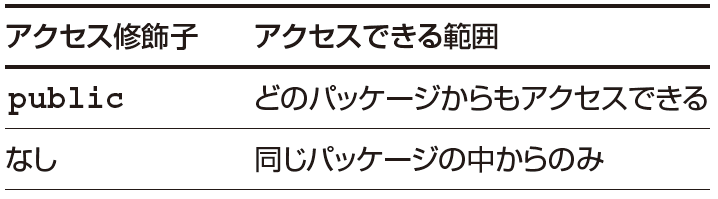 アクセス修飾子 アクセスできる範囲
public どのパッケージからもアクセスできる
なし 同じパッケージの中からのみ